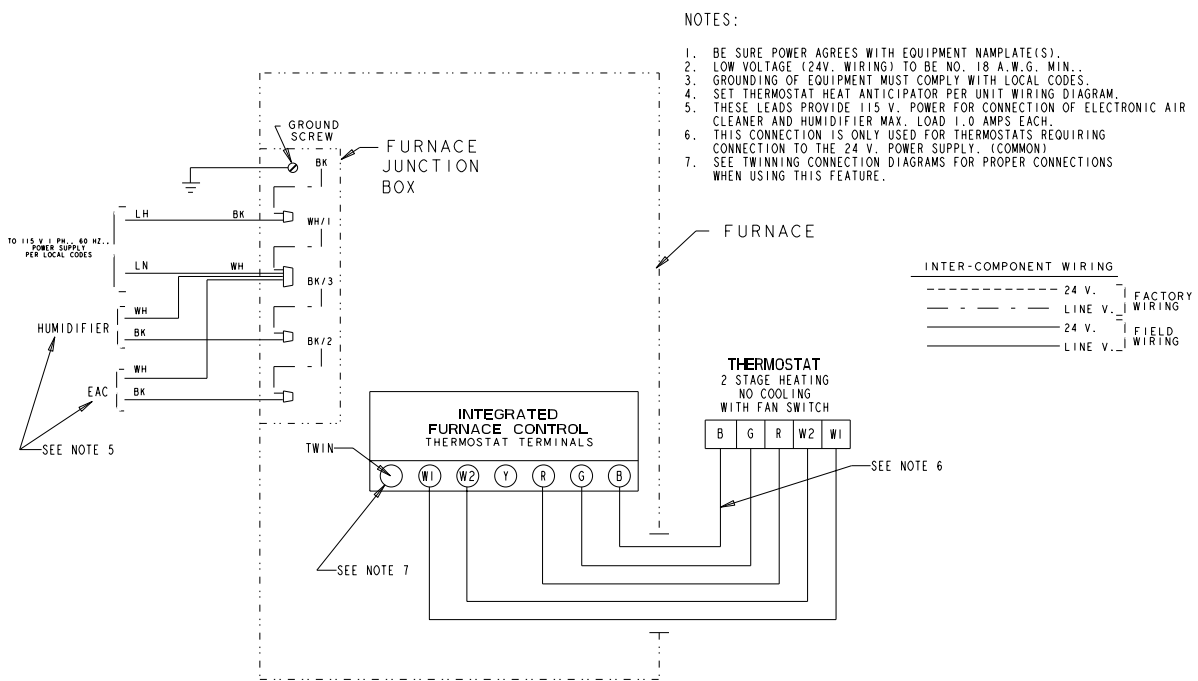 NOTES:
1. BE SURE POWER AGREES WITH EQUIPMENT NAMPLATE(S).
2. LOW VOLTAGE (24V. WIRING) TO BE NO. 18 A.W.G. MIN..
3. GROUNDING OF EQUIPMENT MUST COMPLY WITH LOCAL CODES.
4. SET THERMOSTAT HEAT ANTICIPATOR PER UNIT WIRING DIAGRAM.
5. THESE LEADS PROVIDE 115 V. POWER FOR CONNECTION OF ELECTRONIC AIR
CLEANER AND HUMIDIFIER MAX. LOAD 1.0 AMPS EACH.
6. THIS CONNECTION IS ONLY USED FOR THERMOSTATS REQUIRING
CONNECTION TO THE 24 V. POWER SUPPLY. (COMMON)
7. SEE TWINNING CONNECTION DIAGRAMS FOR PROPER CONNECTIONS
WHEN USING THIS FEATURE.
GROUND
SCREW
FURNACE
JUNCTION
BOX
BK
LH
BK
WH/1
TO 115 V 1 PH., 60 HZ.,
POWER SUPPLY
PER LOCAL CODES
LN
WH
BK/3
WH
HUMIDIFIER
BK
BK/2
WH
EAC
BK
SEE NOTE 5
FURNACE
INTER-COMPONENT WIRING
24 V.
LINE V.
FACTORY
WIRING
24 V.
LINE V.
FIELD
WIRING
THERMOSTAT
2 STAGE HEATING
NO COOLING
WITH FAN SWITCH
B G R W2 W1
SEE NOTE 6
INTEGRATED
FURNACE CONTROL
THERMOSTAT TERMINALS
TWIN
W1 W2 Y R G B
SEE NOTE 7